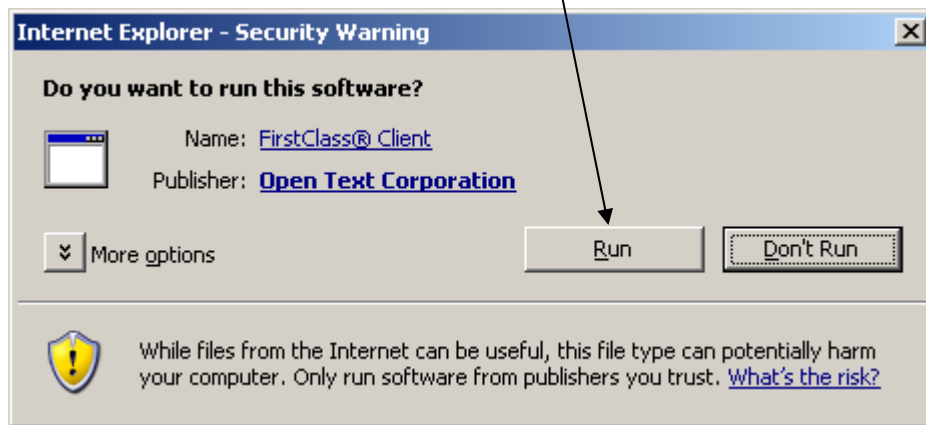 Internet Explorer - Security Warning
Do you want to run this software?
Name: FirstClass® Client
Publisher: Open Text Corporation
More options
Run
Don't Run
While files from the Internet can be useful, this file type can potentially harm
your computer. Only run software from publishers you trust. What's the risk?